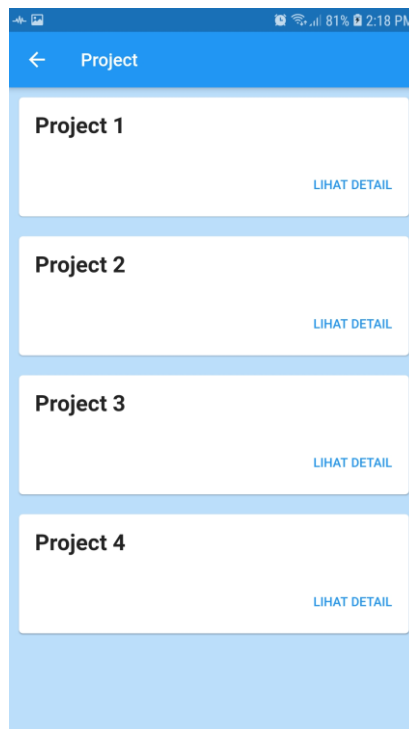 81% 2:18 PM
Project
Project 1
LIHAT DETAIL
Project 2
LIHAT DETAIL
Project 3
LIHAT DETAIL
Project 4
LIHAT DETAIL